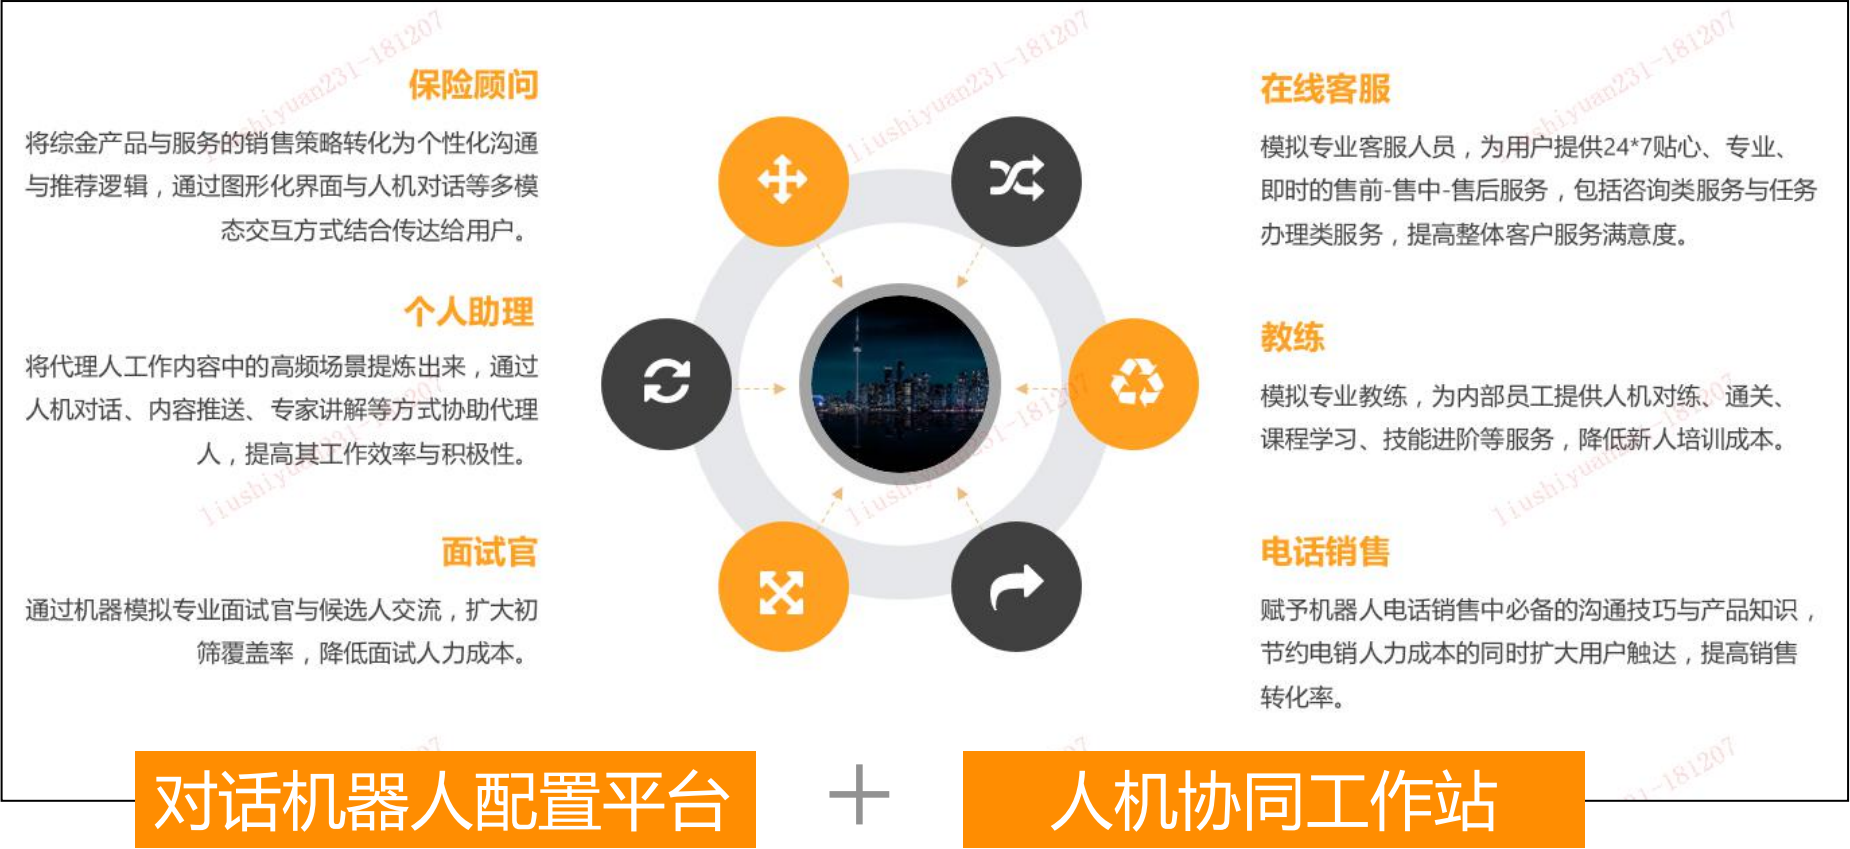 保险顾问
将综金产品与服务的销售策略转化为个性化沟通
与推荐逻辑，通过图形化界面与人机对话等多模
态交互方式结合传达给用户。
个人助理
将代理人工作内容中的高频场景提炼出来，通过
人机对话、内容推送、专家讲解等方式协助代理
人，提高其工作效率与积极性。
面试官
通过机器模拟专业面试官与候选人交流，扩大初
筛覆盖率，降低面试人力成本。
在线客服
模拟专业客服人员，为用户提供24*7贴心、专业、
即时的售前-售中-售后服务，包括咨询类服务与任务
办理类服务，提高整体客户服务满意度。
教练
模拟专业教练，为内部员工提供人机对练、通关、
课程学习、技能进阶等服务，降低新人培训成本。
电话销售
赋予机器人电话销售中必备的沟通技巧与产品知识，
节约电销人力成本的同时扩大用户触达，提高销售
转化率。
对话机器人配置平台
+
人机协同工作站
liushiyuan231-181207
liushiyuan231-181207
liushiyuan231-181207
liushiyuan231-181207
liushiyuan231-181207
liushiyuan231-181207